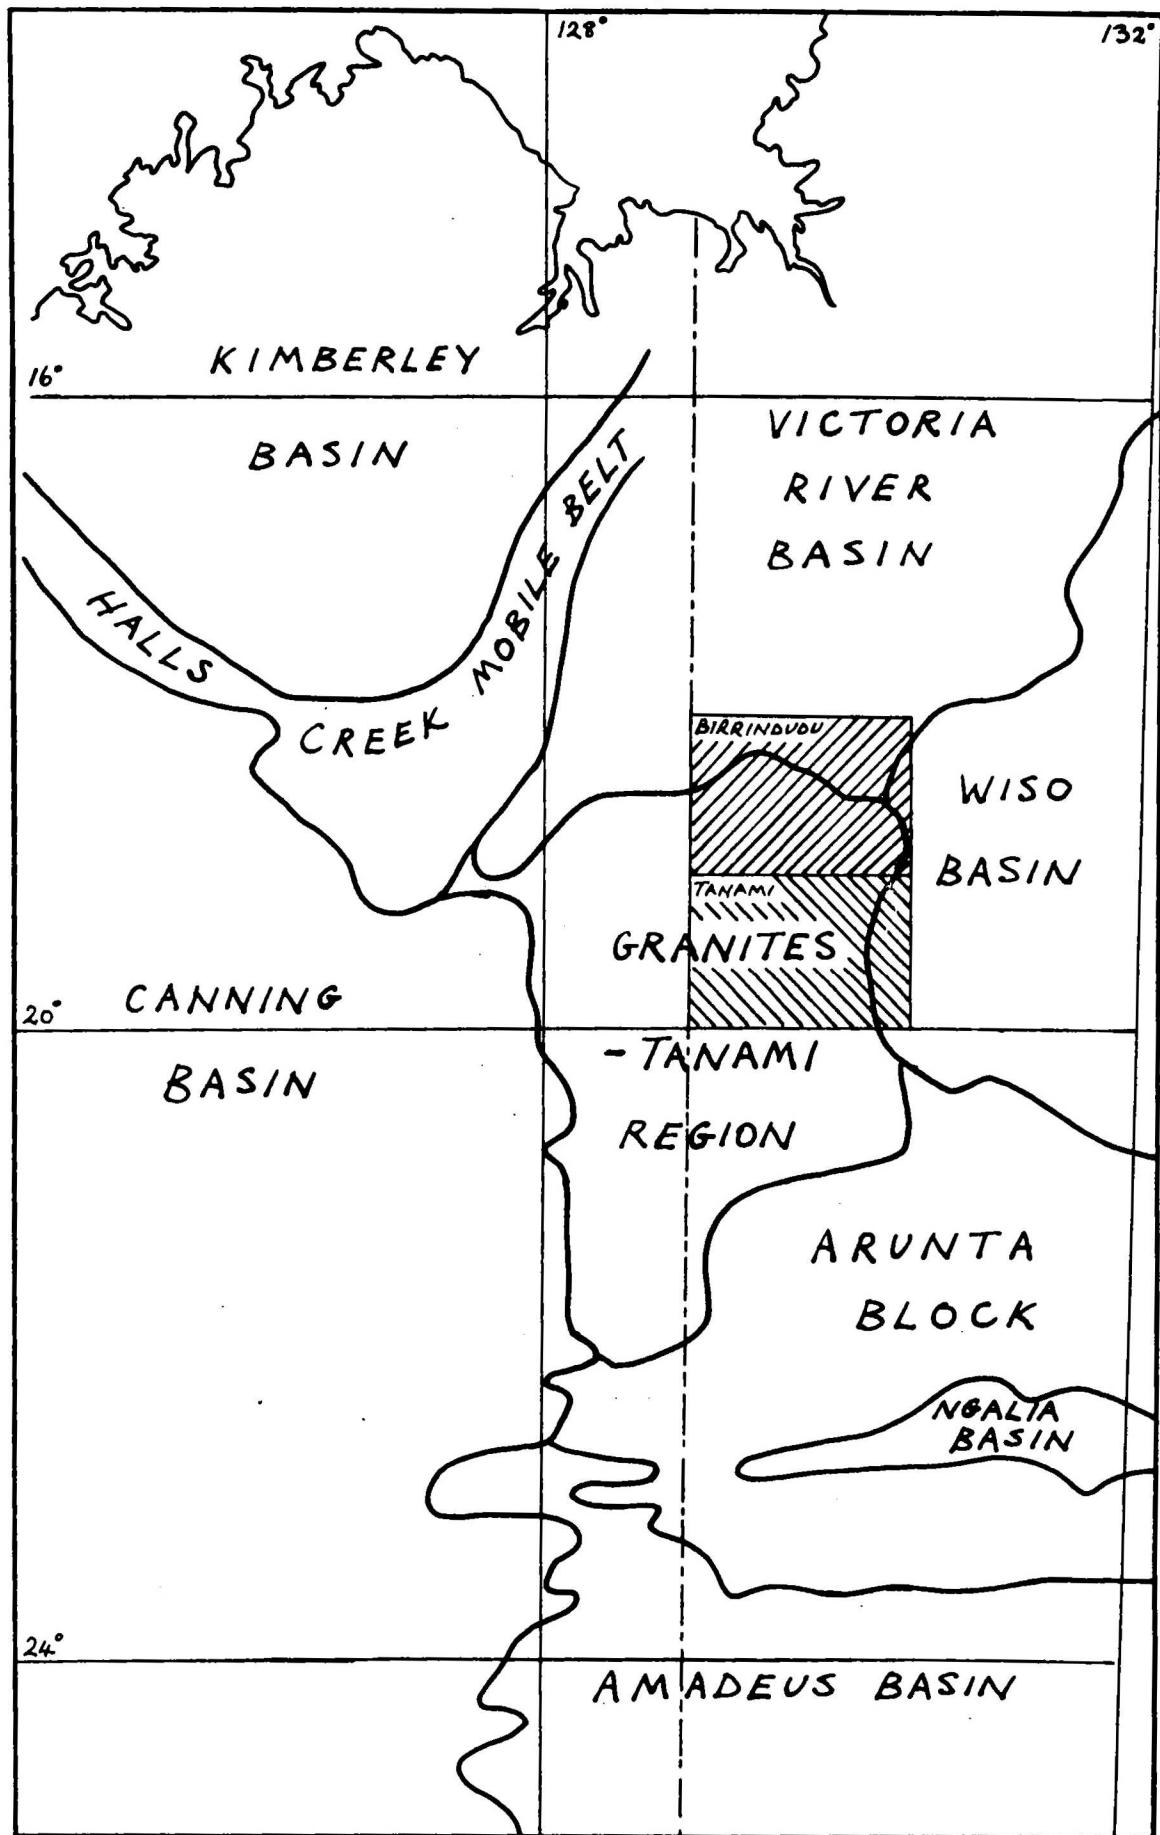 128°
132°
KIMBERLEY
16°
BASIN
VICTORIA
RIVER
BASIN
HALLS
CREEK
MOBILE BELT
BIRRINDUDU
WISO
BASIN
TANAMI
GRANITES
CANNING
BASIN
20°
-TANAMI
REGION
ARUNTA
BLOCK
NGALIA
BASIN
24°
AMADEUS BASIN